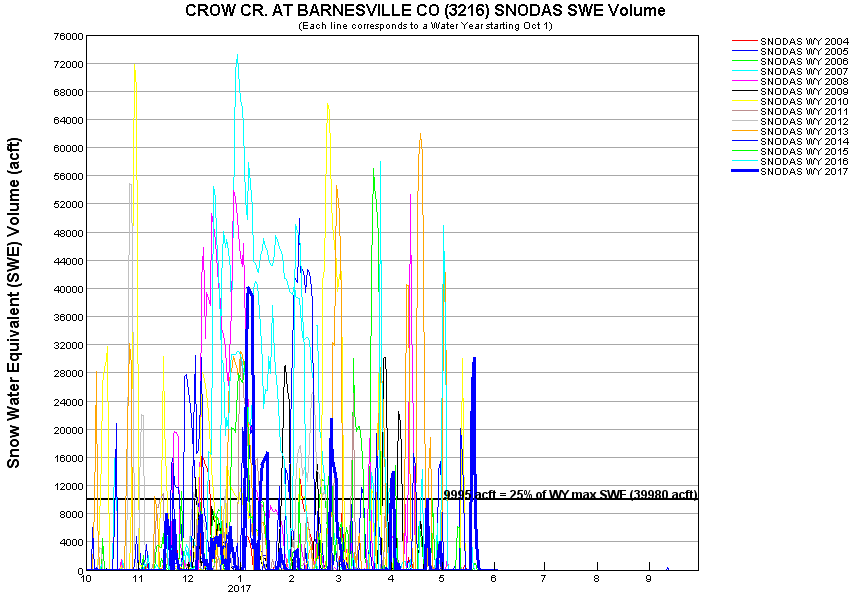 CROW CR. AT BARNESVILLE CO (3216) SNODAS SWE Volume
(Each line corresponds to a Water Year starting Oct 1)
Snow Water Equivalent (SWE) Volume (acft)
76000
72000
68000
64000
60000
56000
52000
48000
44000
40000
36000
32000
28000
24000
20000
16000
12000
8000
4000
0
10 11 12 1 2 3 4 5 6 7 8 9
2017
9995 acft = 25% of WY max SWE (39980 acft)
SNODAS WY 2004
SNODAS WY 2005
SNODAS WY 2006
SNODAS WY 2007
SNODAS WY 2008
SNODAS WY 2009
SNODAS WY 2010
SNODAS WY 2011
SNODAS WY 2012
SNODAS WY 2013
SNODAS WY 2014
SNODAS WY 2015
SNODAS WY 2016
SNODAS WY 2017